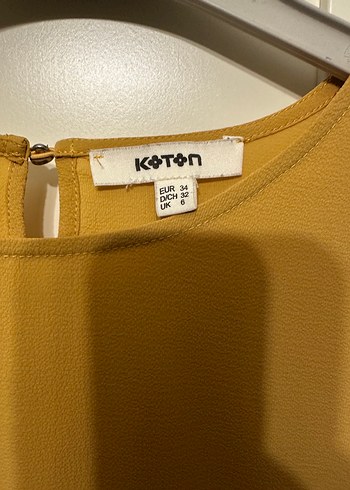 KOTON
EUR 34
D/CH 32
UK 6